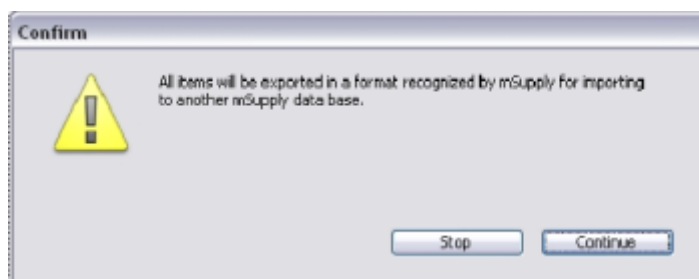 Confirm
All items will be exported in a format recognized by mSupply for importing
to another mSupply data base.
Stop
Continue